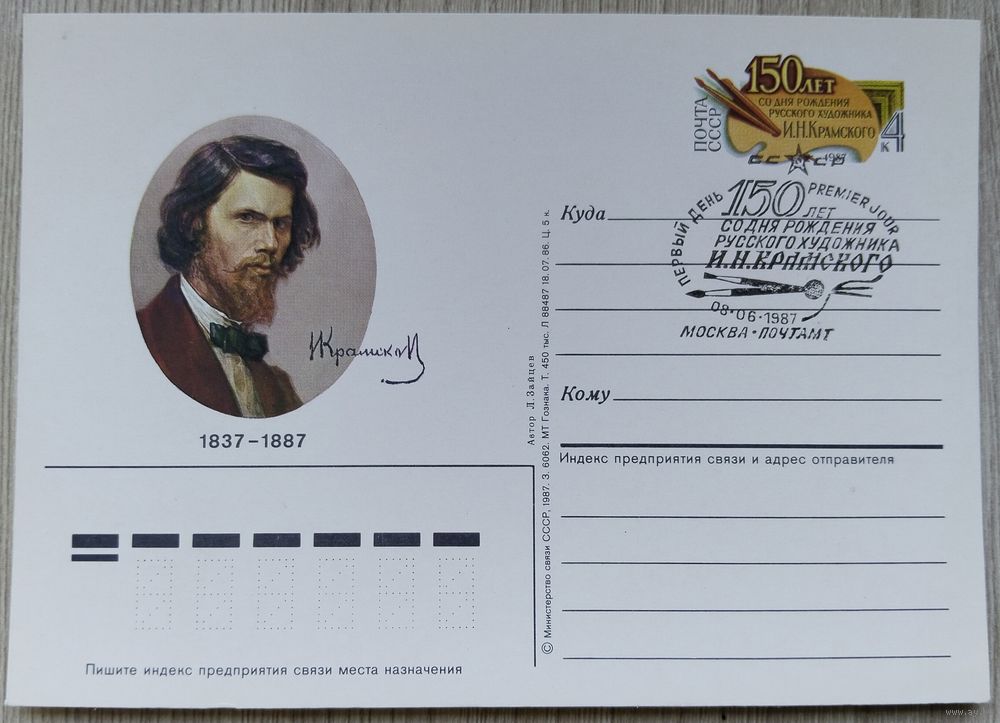 150 ЛЕТ
СО ДНЯ РОЖДЕНИЯ
РУССКОГО ХУДОЖНИКА
И.Н.КРАМСКОГО
ПОЧТА
СССР
4
К
1987
СССР
ПЕРВЫЙ ДЕНЬ
PREMIER JOUR
150 ЛЕТ
СО ДНЯ РОЖДЕНИЯ
РУССКОГО ХУДОЖНИКА
И.Н.КРАМСКОГО
08·06·1987
МОСКВА·ПОЧТАМТ
ИКрамской
1837–1887
Куда
Кому
Индекс предприятия связи и адрес отправителя
Автор Л. Зайцев
© Министерство связи СССР, 1987. З. 6062. МТ Гознака. Т. 450 тыс. Л 88487 18.07. 86. Ц. 5 к.
Пишите индекс предприятия связи места назначения